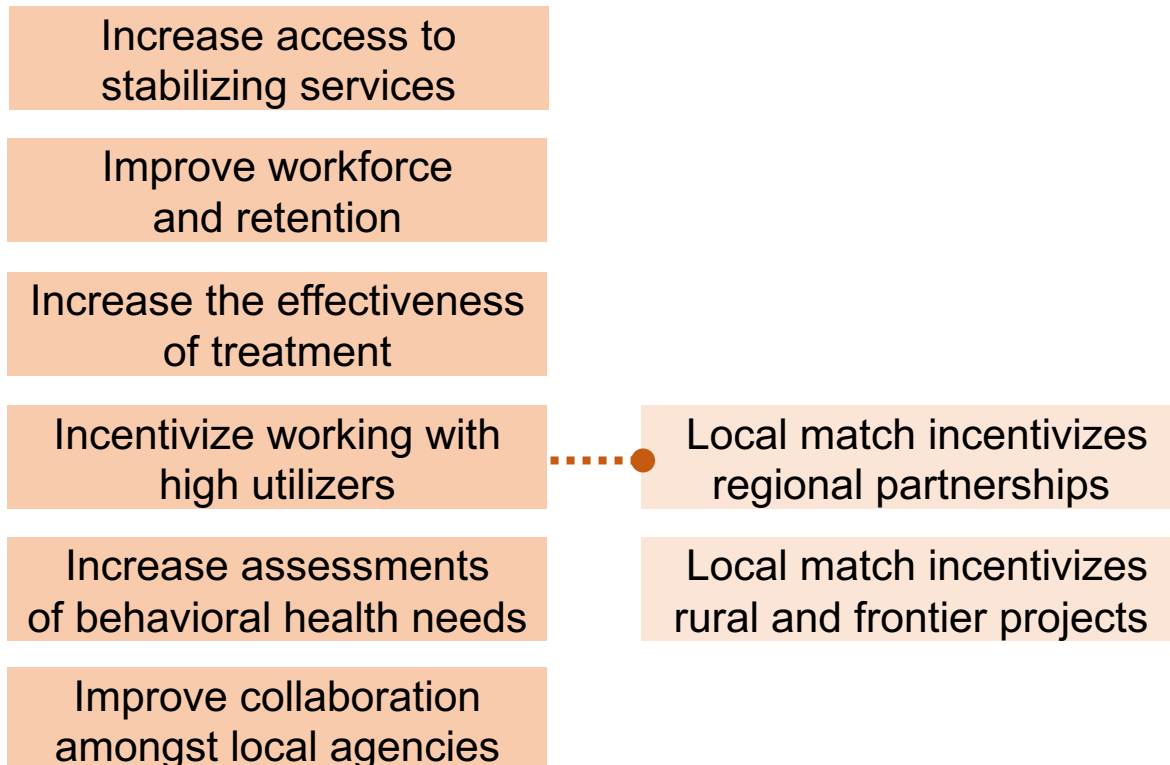 Increase access to
stabilizing services
Improve workforce
and retention
Increase the effectiveness
of treatment
Incentivize working with
high utilizers
Increase assessments
of behavioral health needs
Improve collaboration
amongst local agencies
Local match incentivizes
regional partnerships
Local match incentivizes
rural and frontier projects